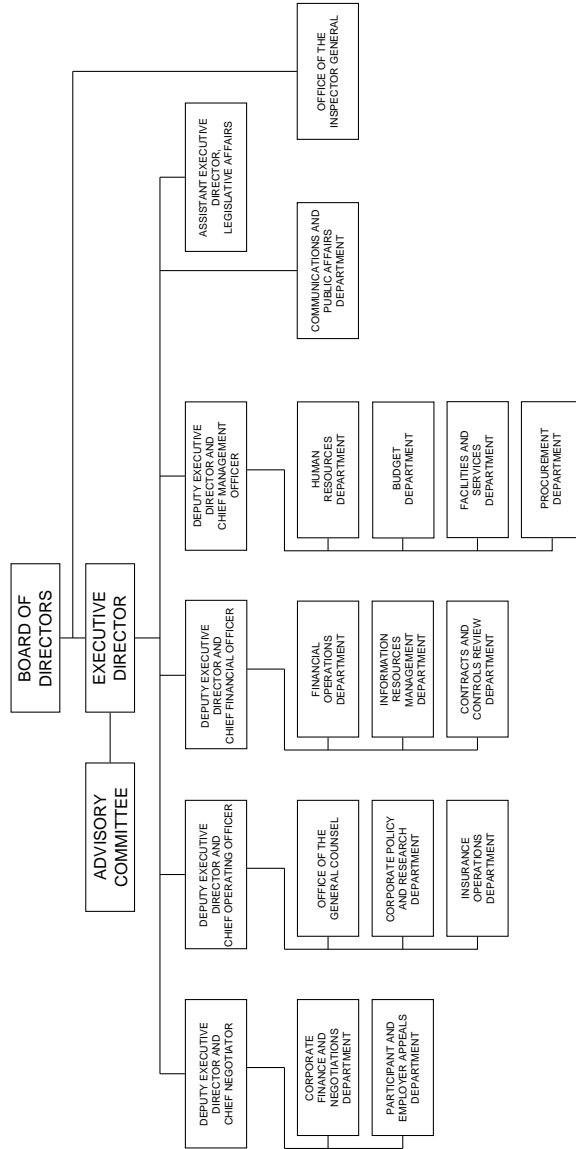 BOARD OF
DIRECTORS
ADVISORY
COMMITTEE
EXECUTIVE
DIRECTOR
DEPUTY EXECUTIVE
DIRECTOR AND
CHIEF NEGOTIATOR
CORPORATE
FINANCE AND
NEGOTIATIONS
DEPARTMENT
PARTICIPANT AND
EMPLOYER APPEALS
DEPARTMENT
DEPUTY EXECUTIVE
DIRECTOR AND
CHIEF OPERATING OFFICER
OFFICE OF THE
GENERAL COUNSEL
CORPORATE POLICY
AND RESEARCH
DEPARTMENT
INSURANCE
OPERATIONS
DEPARTMENT
DEPUTY EXECUTIVE
DIRECTOR AND
CHIEF FINANCIAL OFFICER
FINANCIAL
OPERATIONS
DEPARTMENT
INFORMATION
RESOURCES
MANAGEMENT
DEPARTMENT
CONTRACTS AND
CONTROLS REVIEW
DEPARTMENT
DEPUTY EXECUTIVE
DIRECTOR AND
CHIEF MANAGEMENT
OFFICER
HUMAN
RESOURCES
DEPARTMENT
BUDGET
DEPARTMENT
FACILITIES AND
SERVICES
DEPARTMENT
PROCUREMENT
DEPARTMENT
COMMUNICATIONS AND
PUBLIC AFFAIRS
DEPARTMENT
ASSISTANT EXECUTIVE
DIRECTOR,
LEGISLATIVE AFFAIRS
OFFICE OF THE
INSPECTOR GENERAL